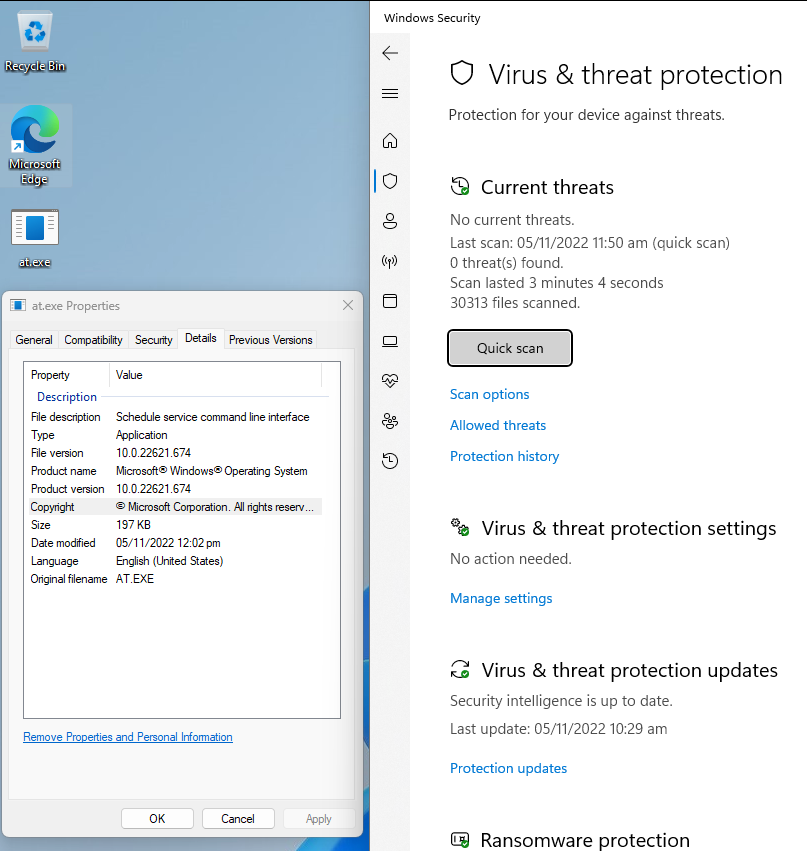 Recycle Bin
Microsoft
Edge
at.exe
at.exe Properties
General Compatibility Security Details Previous Versions
Property Value
Description
File description Schedule service command line interface
Type Application
File version 10.0.22621.674
Product name Microsoft® Windows® Operating System
Product version 10.0.22621.674
Copyright © Microsoft Corporation. All rights reserv...
Size 197 KB
Date modified 05/11/2022 12:02 pm
Language English (United States)
Original filename AT.EXE
Remove Properties and Personal Information
OK Cancel Apply
Windows Security
Virus & threat protection
Protection for your device against threats.
Current threats
No current threats.
Last scan: 05/11/2022 11:50 am (quick scan)
0 threat(s) found.
Scan lasted 3 minutes 4 seconds
30313 files scanned.
Quick scan
Scan options
Allowed threats
Protection history
Virus & threat protection settings
No action needed.
Manage settings
Virus & threat protection updates
Security intelligence is up to date.
Last update: 05/11/2022 10:29 am
Protection updates
Ransomware protection